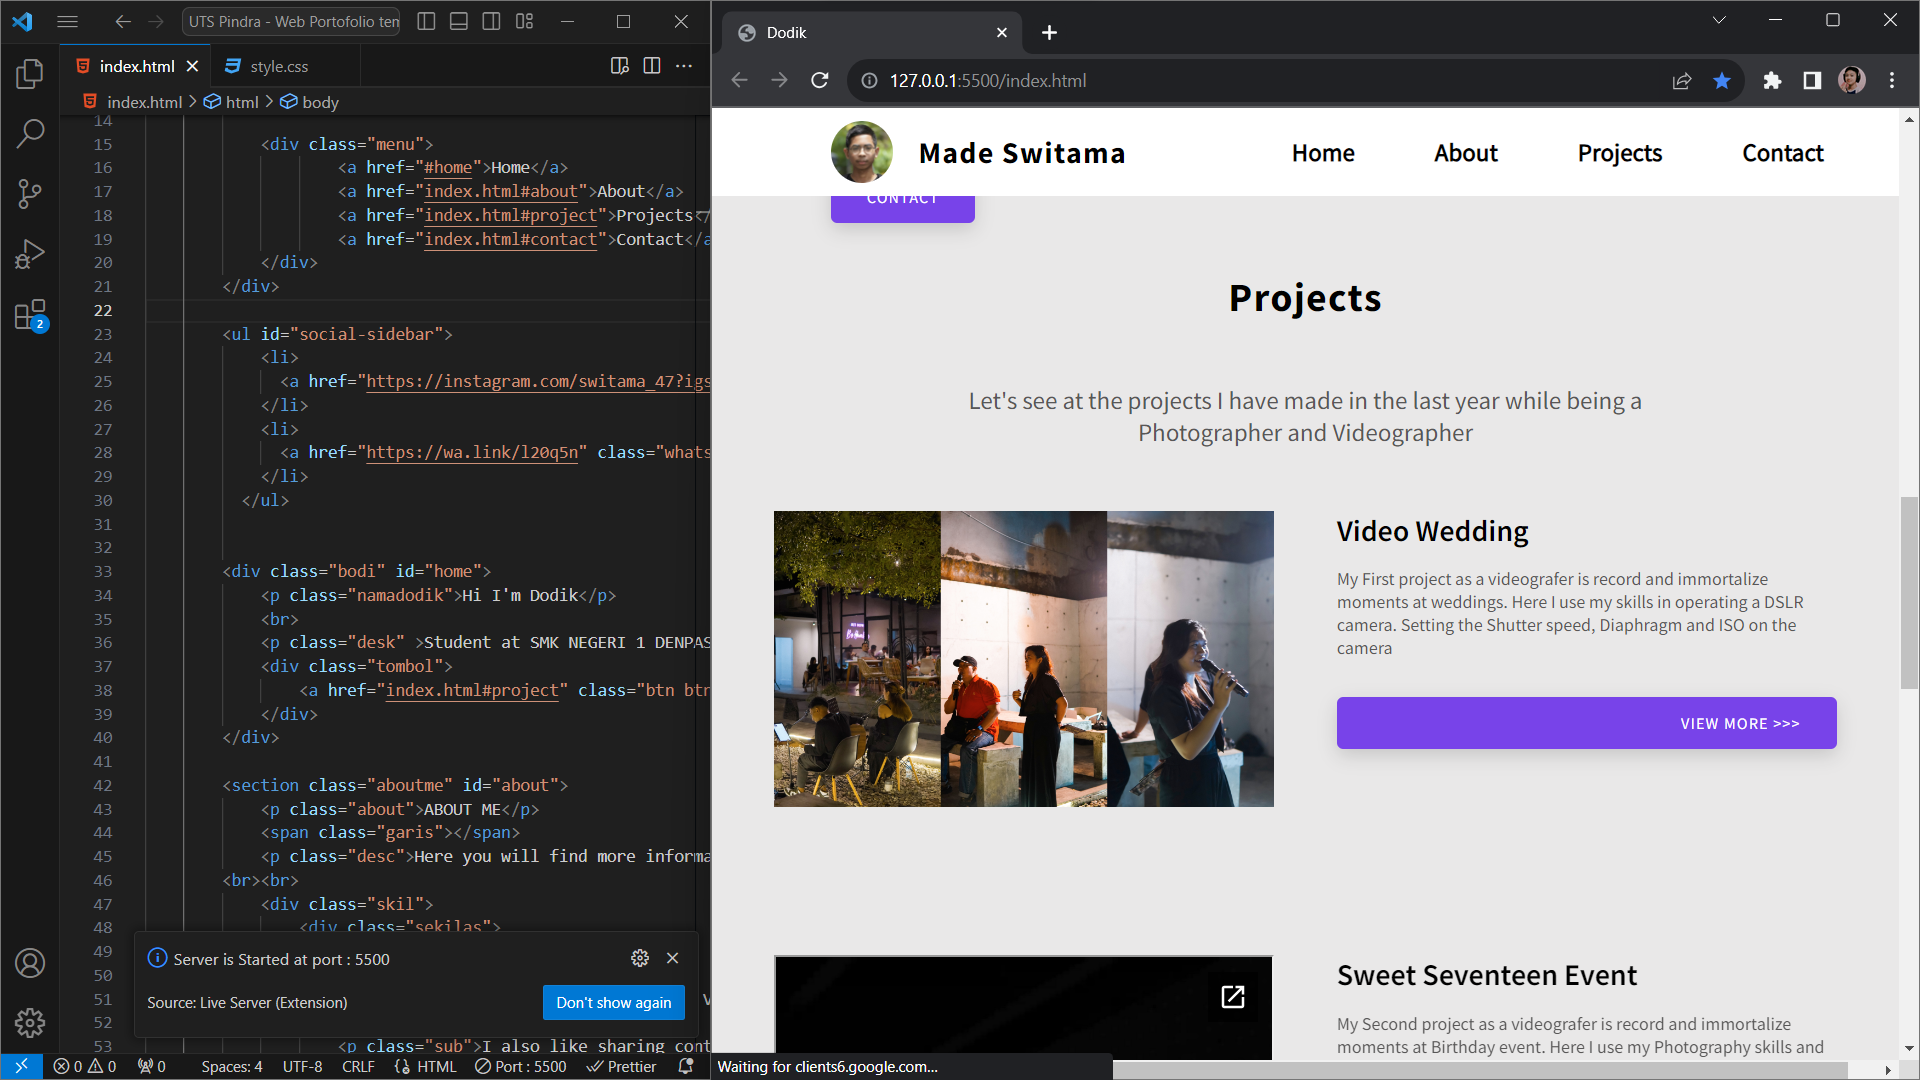 UTS Pindra - Web Portofolio tem
index.html
style.css
index.html > html > body
14
15 <div class="menu">
16 <a href="#home">Home</a>
17 <a href="index.html#about">About</a>
18 <a href="index.html#project">Projects</
19 <a href="index.html#contact">Contact</a
20 </div>
21 </div>
22
23 <ul id="social-sidebar">
24 <li>
25 <a href="https://instagram.com/switama_47?igs
26 </li>
27 <li>
28 <a href="https://wa.link/l20q5n" class="whats
29 </li>
30 </ul>
31
32
33 <div class="bodi" id="home">
34 <p class="namadodik">Hi I'm Dodik</p>
35 <br>
36 <p class="desk" >Student at SMK NEGERI 1 DENPAS
37 <div class="tombol">
38 <a href="index.html#project" class="btn btn
39 </div>
40 </div>
41
42 <section class="aboutme" id="about">
43 <p class="about">ABOUT ME</p>
44 <span class="garis"></span>
45 <p class="desc">Here you will find more informa
46 <br><br>
47 <div class="skil">
48 <div class="sekilas">
49
50
51
52
53 <p class="sub">I also like sharing cont
2
Server is Started at port : 5500
Source: Live Server (Extension)
Don't show again
0 0 0 Spaces: 4 UTF-8 CRLF HTML Port : 5500 Prettier
Dodik
127.0.0.1:5500/index.html
Made Switama
Home About Projects Contact
CONTACT
Projects
Let's see at the projects I have made in the last year while being a
Photographer and Videographer
Video Wedding
My First project as a videografer is record and immortalize
moments at weddings. Here I use my skills in operating a DSLR
camera. Setting the Shutter speed, Diaphragm and ISO on the
camera
VIEW MORE >>>
Sweet Seventeen Event
My Second project as a videografer is record and immortalize
moments at Birthday event. Here I use my Photography skills and
Waiting for clients6.google.com...